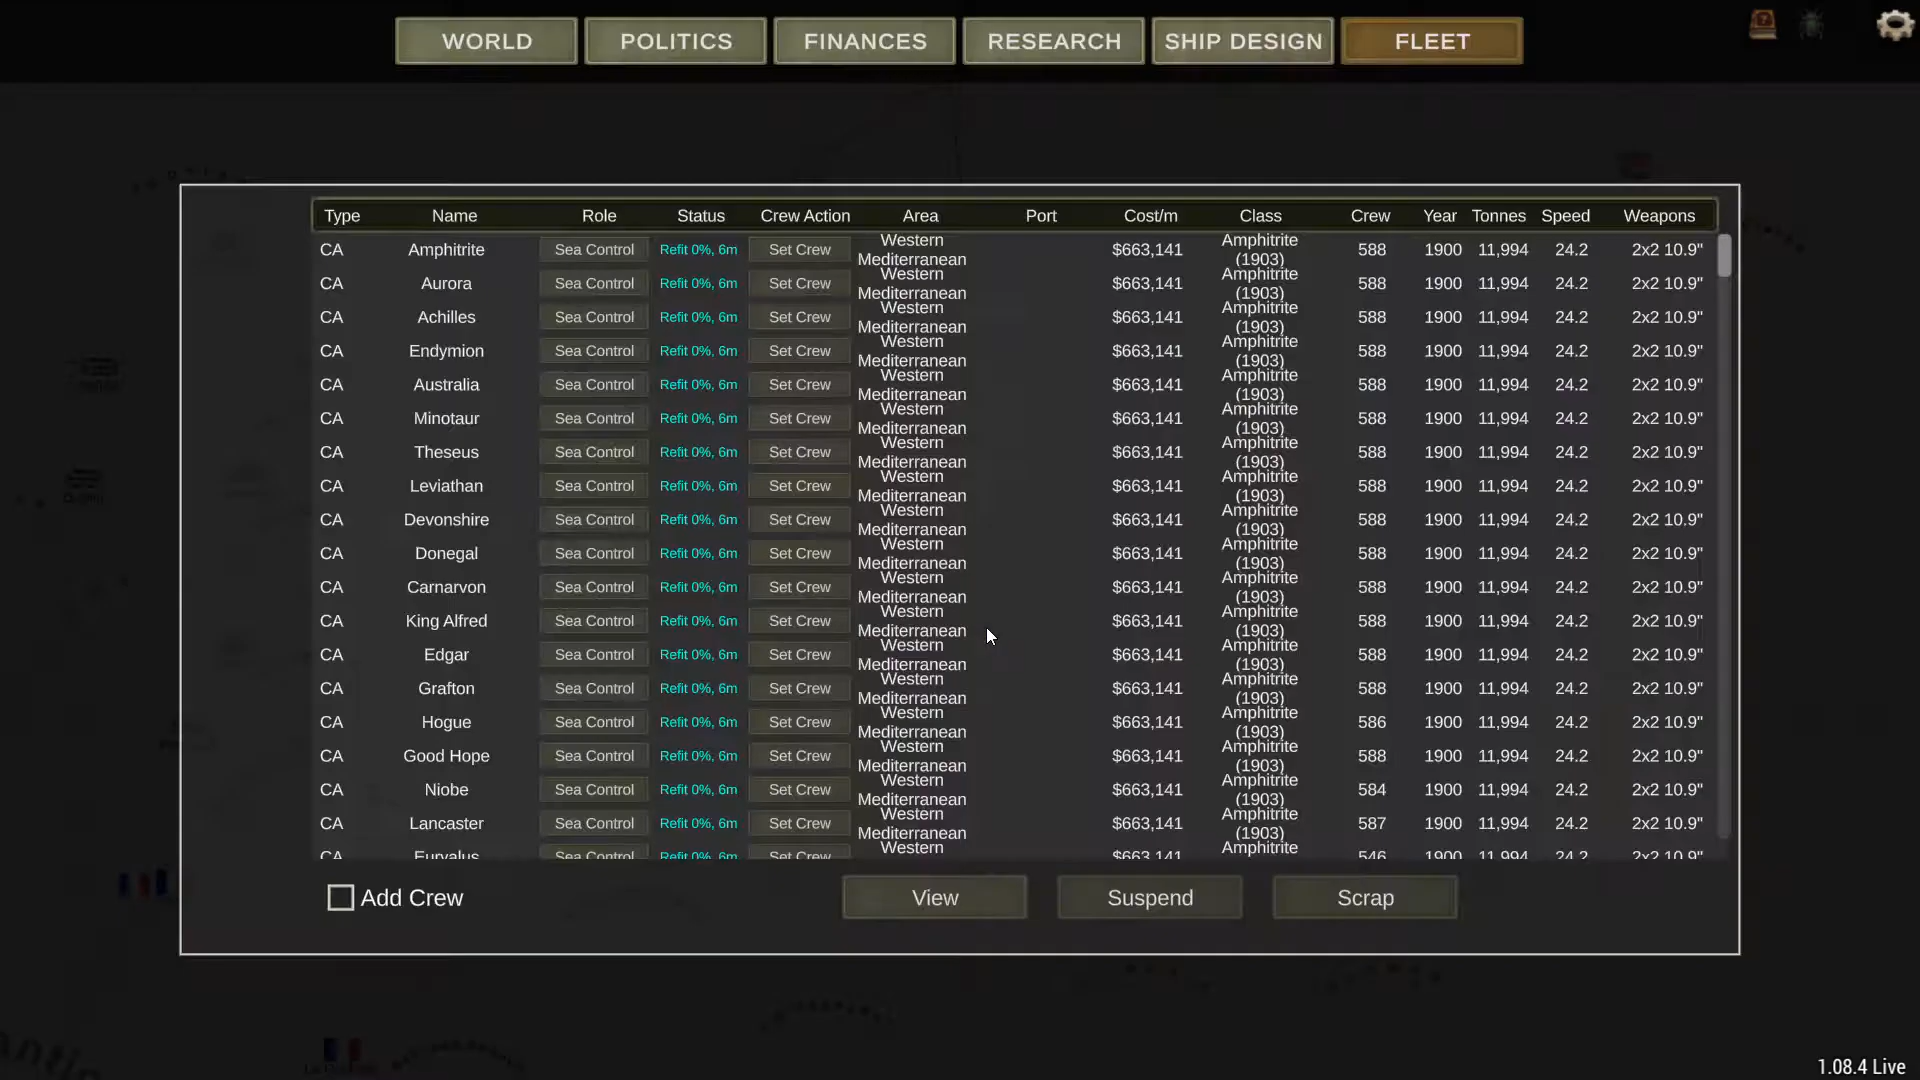 WORLD POLITICS FINANCES RESEARCH SHIP DESIGN FLEET
Type Name Role Status Crew Action Area Port Cost/m Class Crew Year Tonnes Speed Weapons
CA Amphitrite Sea Control Refit 0%, 6m Set Crew Western Mediterranean $663,141 Amphitrite (1903) 588 1900 11,994 24.2 2x2 10.9"
CA Aurora Sea Control Refit 0%, 6m Set Crew Western Mediterranean $663,141 Amphitrite (1903) 588 1900 11,994 24.2 2x2 10.9"
CA Achilles Sea Control Refit 0%, 6m Set Crew Western Mediterranean $663,141 Amphitrite (1903) 588 1900 11,994 24.2 2x2 10.9"
CA Endymion Sea Control Refit 0%, 6m Set Crew Western Mediterranean $663,141 Amphitrite (1903) 588 1900 11,994 24.2 2x2 10.9"
CA Australia Sea Control Refit 0%, 6m Set Crew Western Mediterranean $663,141 Amphitrite (1903) 588 1900 11,994 24.2 2x2 10.9"
CA Minotaur Sea Control Refit 0%, 6m Set Crew Western Mediterranean $663,141 Amphitrite (1903) 588 1900 11,994 24.2 2x2 10.9"
CA Theseus Sea Control Refit 0%, 6m Set Crew Western Mediterranean $663,141 Amphitrite (1903) 588 1900 11,994 24.2 2x2 10.9"
CA Leviathan Sea Control Refit 0%, 6m Set Crew Western Mediterranean $663,141 Amphitrite (1903) 588 1900 11,994 24.2 2x2 10.9"
CA Devonshire Sea Control Refit 0%, 6m Set Crew Western Mediterranean $663,141 Amphitrite (1903) 588 1900 11,994 24.2 2x2 10.9"
CA Donegal Sea Control Refit 0%, 6m Set Crew Western Mediterranean $663,141 Amphitrite (1903) 588 1900 11,994 24.2 2x2 10.9"
CA Carnarvon Sea Control Refit 0%, 6m Set Crew Western Mediterranean $663,141 Amphitrite (1903) 588 1900 11,994 24.2 2x2 10.9"
CA King Alfred Sea Control Refit 0%, 6m Set Crew Western Mediterranean $663,141 Amphitrite (1903) 588 1900 11,994 24.2 2x2 10.9"
CA Edgar Sea Control Refit 0%, 6m Set Crew Western Mediterranean $663,141 Amphitrite (1903) 588 1900 11,994 24.2 2x2 10.9"
CA Grafton Sea Control Refit 0%, 6m Set Crew Western Mediterranean $663,141 Amphitrite (1903) 588 1900 11,994 24.2 2x2 10.9"
CA Hogue Sea Control Refit 0%, 6m Set Crew Western Mediterranean $663,141 Amphitrite (1903) 586 1900 11,994 24.2 2x2 10.9"
CA Good Hope Sea Control Refit 0%, 6m Set Crew Western Mediterranean $663,141 Amphitrite (1903) 588 1900 11,994 24.2 2x2 10.9"
CA Niobe Sea Control Refit 0%, 6m Set Crew Western Mediterranean $663,141 Amphitrite (1903) 584 1900 11,994 24.2 2x2 10.9"
CA Lancaster Sea Control Refit 0%, 6m Set Crew Western Mediterranean $663,141 Amphitrite (1903) 587 1900 11,994 24.2 2x2 10.9"
CA Euryalus Sea Control Refit 0%, 6m Set Crew Western $663,141 Amphitrite 546 1900 11,994 24.2 2x2 10.9"
Add Crew View Suspend Scrap
1.08.4 Live